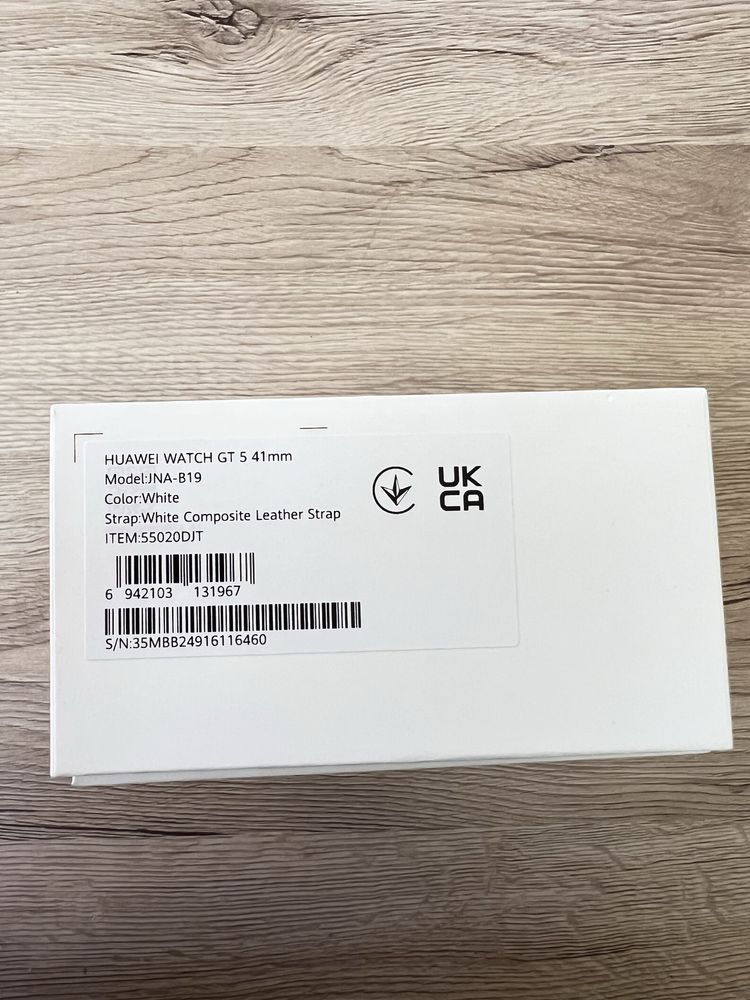 HUAWEI WATCH GT 5 41mm
Model:JNA-B19
Color:White
Strap:White Composite Leather Strap
ITEM:55020DJT
6 942103 131967
S/N:35MBB24916116460
UK
CA